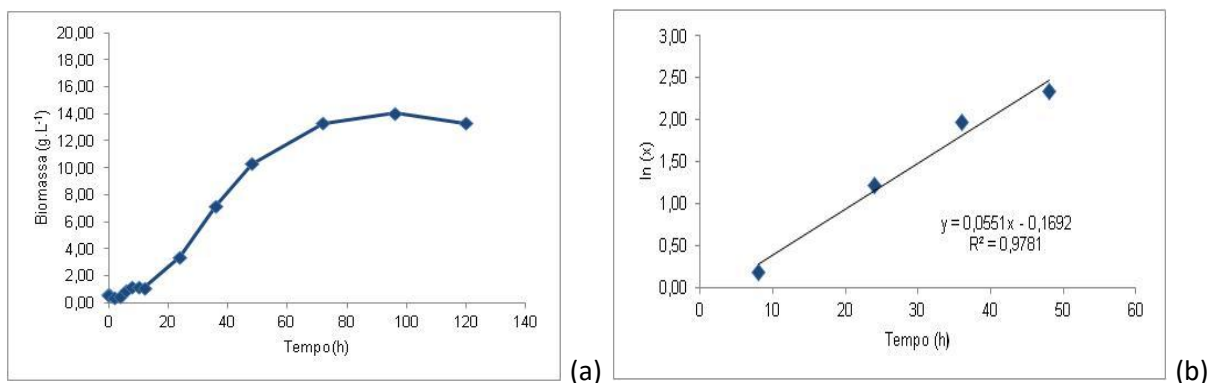 20,00
18,00
16,00
14,00
12,00
10,00
8,00
6,00
4,00
2,00
0,00
Biomassa (g.L⁻¹)
0 20 40 60 80 100 120 140
Tempo(h)
(a)
3,00
2,50
2,00
1,50
1,00
0,50
0,00
ln (x)
y = 0,0551x - 0,1692
R² = 0,9781
0 10 20 30 40 50 60
Tempo (h)
(b)